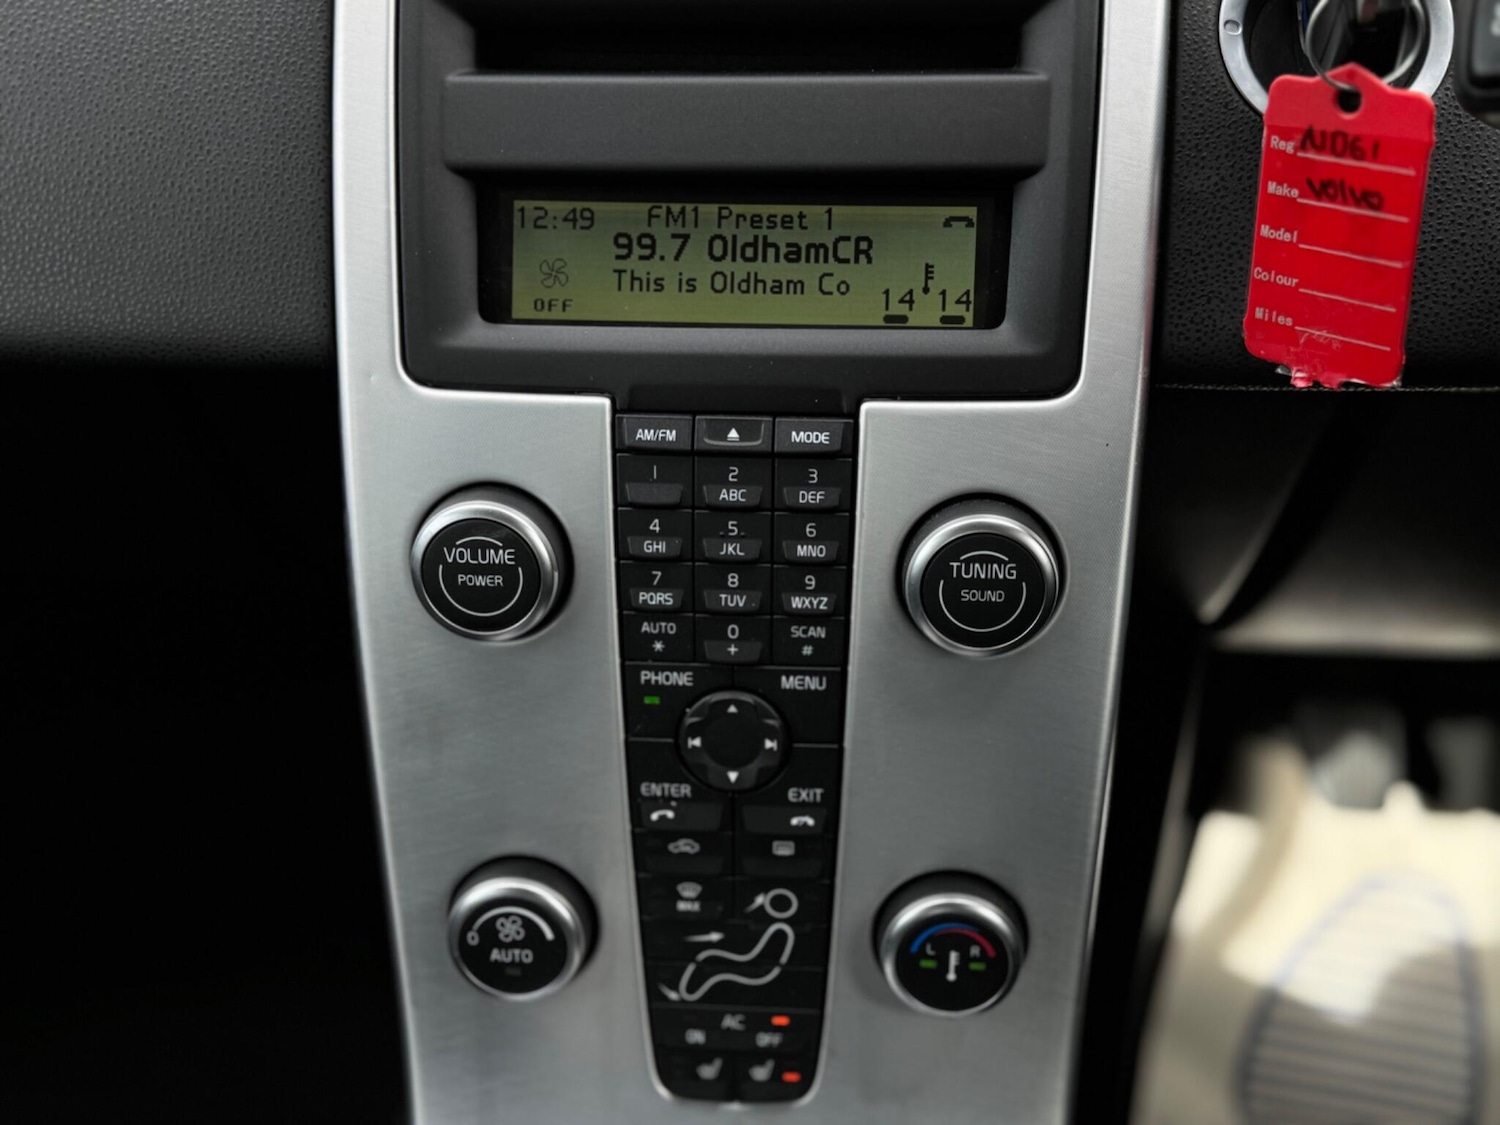 12:49 FM1 Preset 1
99.7 OldhamCR
This is Oldham Co
OFF
14 14
Reg N061
Make Volvo
Model
Colour
Miles
AM/FM MODE
1 2 3
ABC DEF
4 5 6
GHI JKL MNO
7 8 9
PQRS TUV WXYZ
AUTO 0 SCAN
* + #
PHONE MENU
ENTER EXIT
MAX
AC
ON OFF
VOLUME
POWER
TUNING
SOUND
0
AUTO
L R